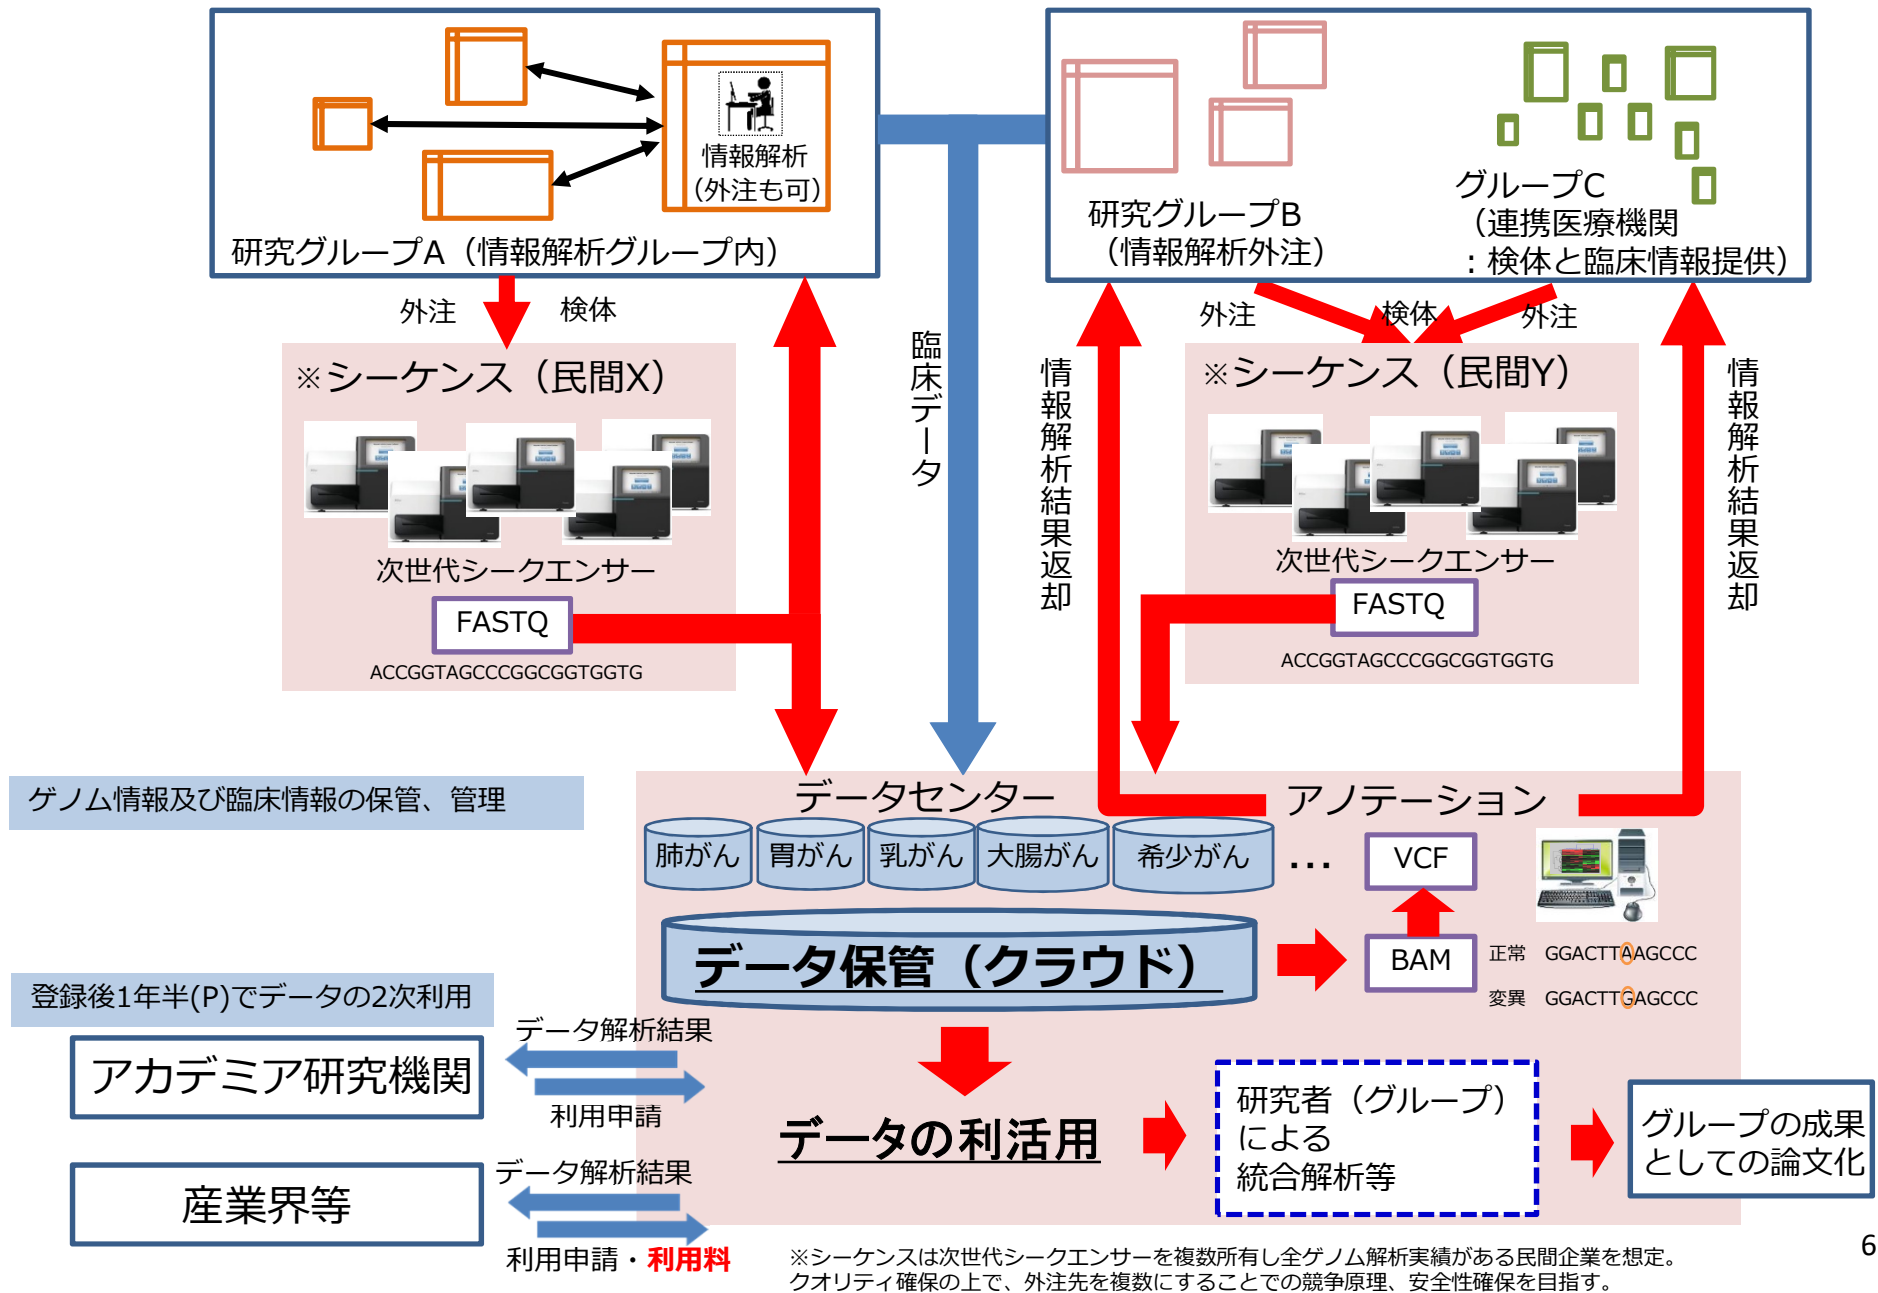 情報解析
（外注も可）
研究グループA（情報解析グループ内）
研究グループB
（情報解析外注）
グループC
（連携医療機関
：検体と臨床情報提供）
外注
検体
外注
検体
外注
臨床データ
情報解析結果返却
情報解析結果返却
※シーケンス（民間X）
次世代シークエンサー
FASTQ
ACCGGTAGCCCGGCGGTGGTG
※シーケンス（民間Y）
次世代シークエンサー
FASTQ
ACCGGTAGCCCGGCGGTGGTG
ゲノム情報及び臨床情報の保管、管理
データセンター
アノテーション
肺がん
胃がん
乳がん
大腸がん
希少がん
…
VCF
データ保管（クラウド）
BAM
正常 GGACTTAAGCCC
変異 GGACTTGAGCCC
登録後1年半(P)でデータの2次利用
アカデミア研究機関
データ解析結果
利用申請
産業界等
データ解析結果
利用申請・利用料
データの利活用
研究者（グループ）
による
統合解析等
グループの成果
としての論文化
※シーケンスは次世代シークエンサーを複数所有し全ゲノム解析実績がある民間企業を想定。
クオリティ確保の上で、外注先を複数にすることでの競争原理、安全性確保を目指す。
6